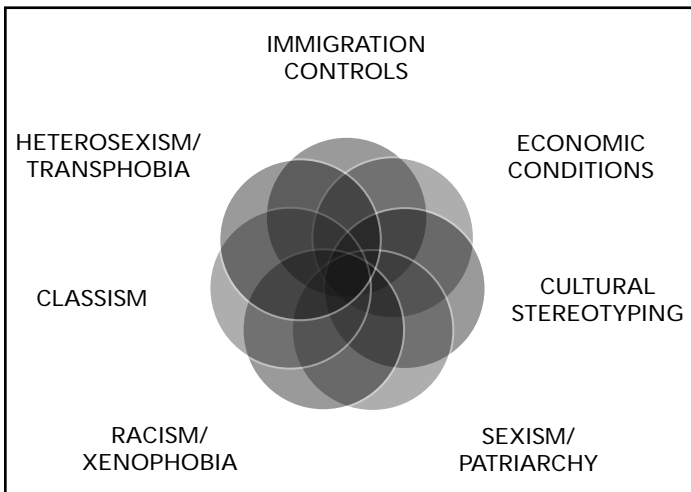 IMMIGRATION
CONTROLS
HETEROSEXISM/
TRANSPHOBIA
ECONOMIC
CONDITIONS
CLASSISM
CULTURAL
STEREOTYPING
RACISM/
XENOPHOBIA
SEXISM/
PATRIARCHY